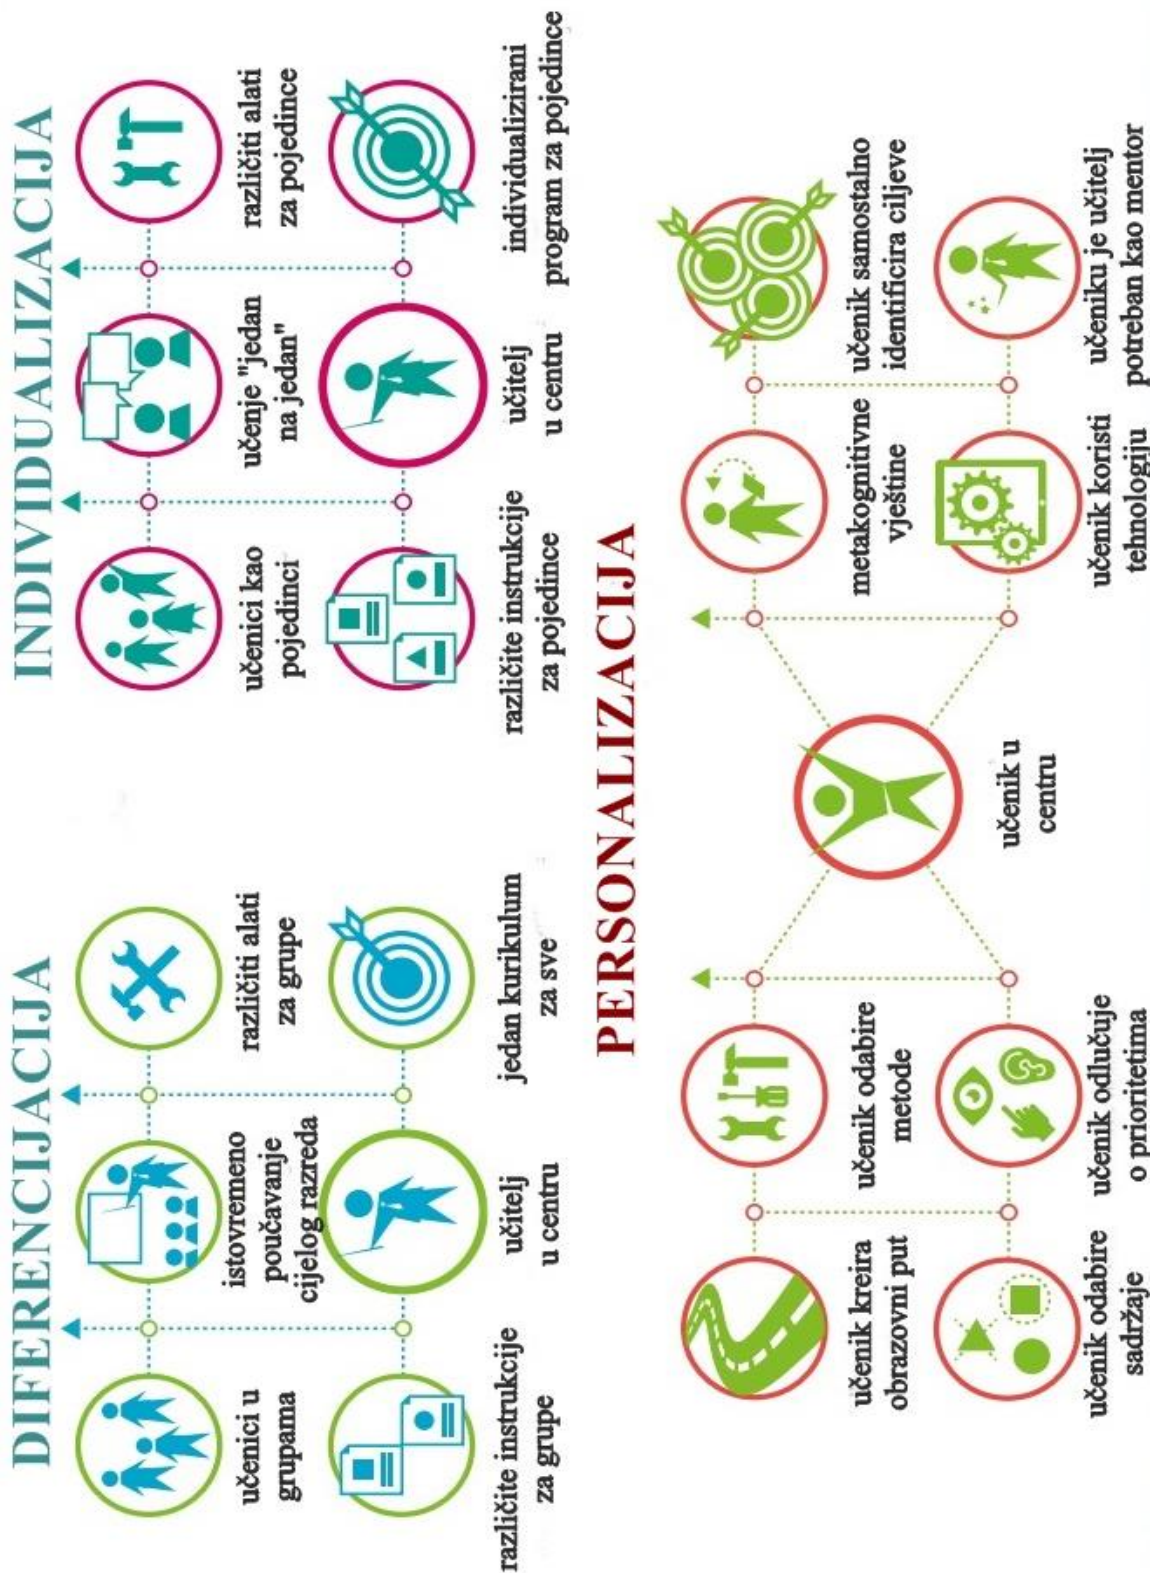 DIFERENCIJACIJA
učenici u
grupama
istovremeno
poučavanje
cijelog razreda
različiti alati
za grupe
različite instrukcije
za grupe
učitelj
u centru
jedan kurikulum
za sve
INDIVIDUALIZACIJA
učenici kao
pojedinci
učenje "jedan
na jedan"
različiti alati
za pojedince
različite instrukcije
za pojedince
učitelj
u centru
individualizirani
program za pojedince
PERSONALIZACIJA
učenik kreira
obrazovni put
učenik odabire
metode
učenik odabire
sadržaje
učenik odlučuje
o prioritetima
učenik u
centru
metakognitivne
vještine
učenik samostalno
identificira ciljeve
učenik koristi
tehnologiju
učeniku je učitelj
potreban kao mentor